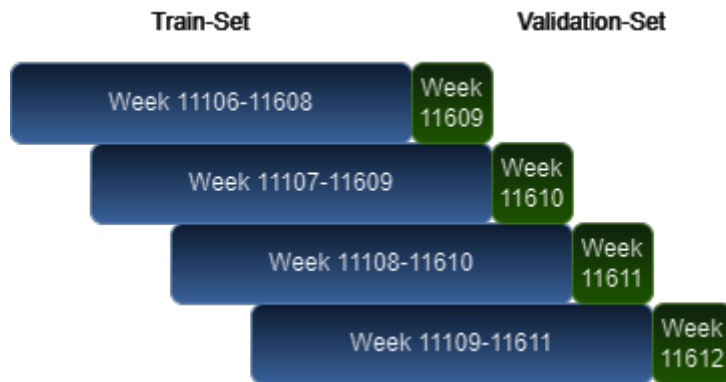 Train-Set Validation-Set
Week 11106-11608
Week
11609
Week 11107-11609
Week
11610
Week 11108-11610
Week
11611
Week 11109-11611
Week
11612